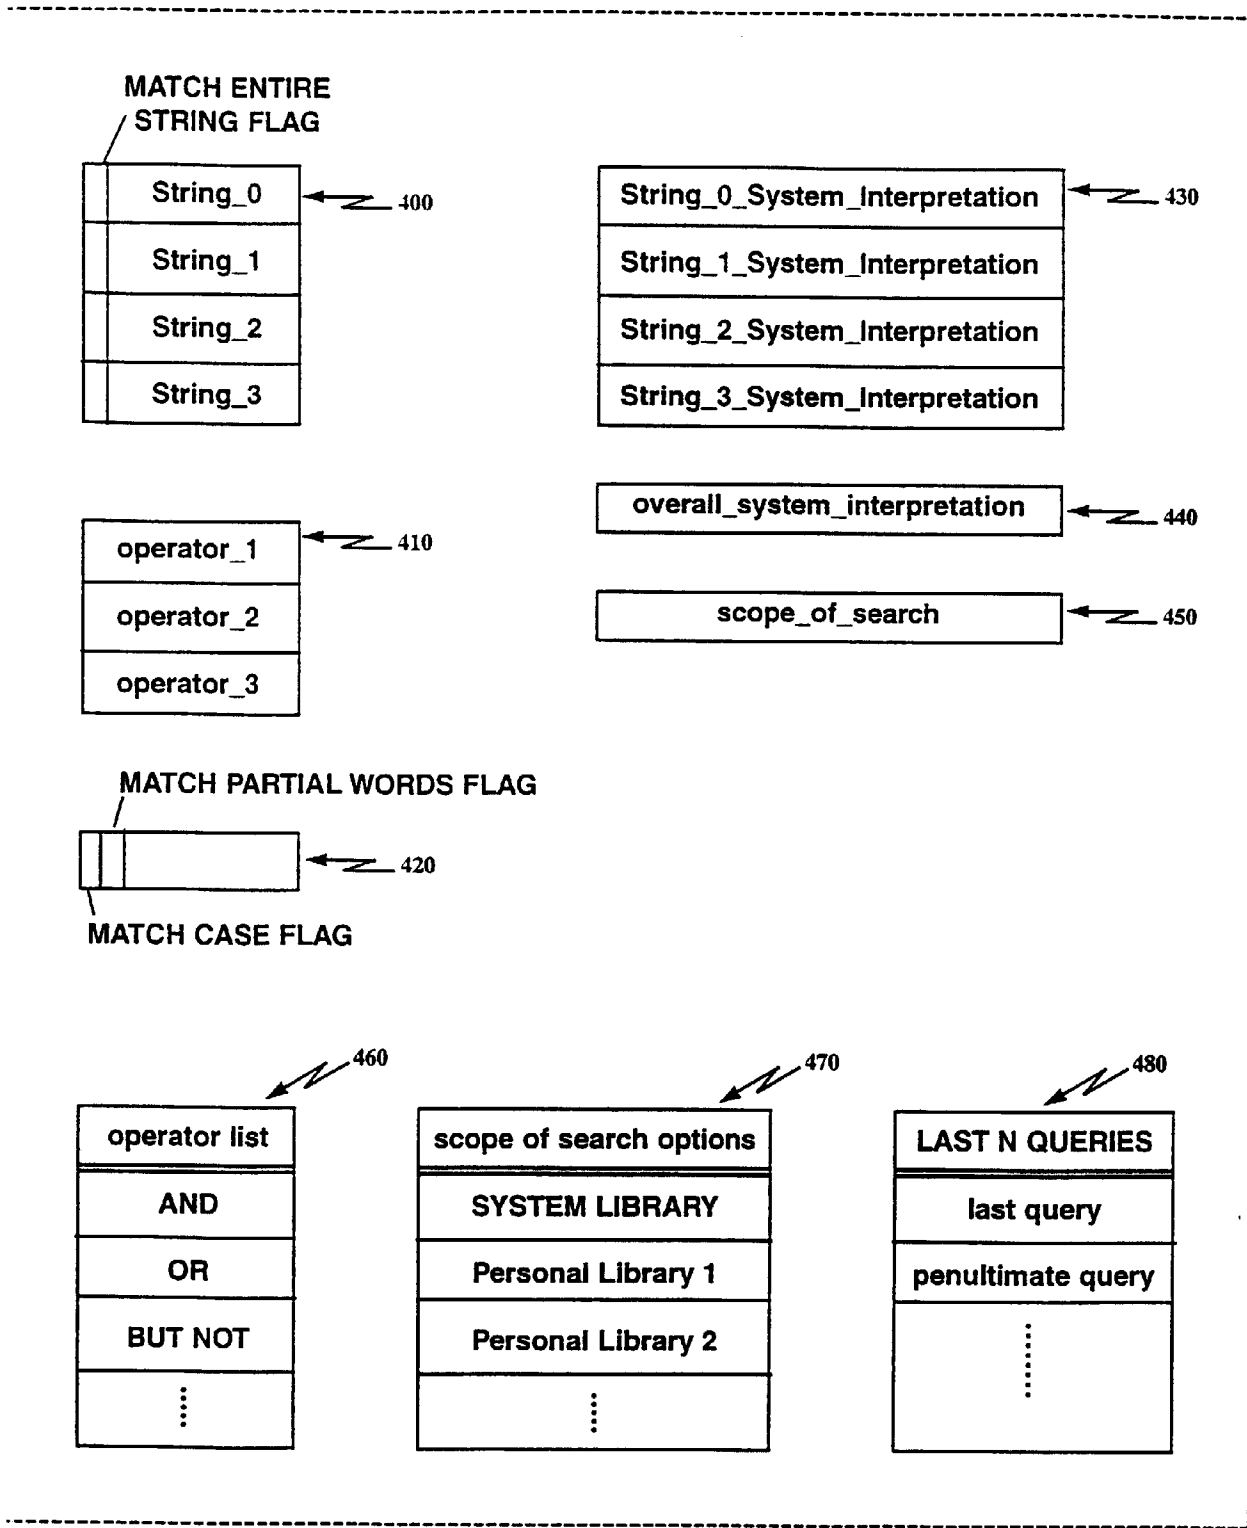 MATCH ENTIRE
STRING FLAG
String_0
400
String_1
String_2
String_3
String_0_System_Interpretation
430
String_1_System_Interpretation
String_2_System_Interpretation
String_3_System_Interpretation
operator_1
410
operator_2
operator_3
overall_system_interpretation
440
scope_of_search
450
MATCH PARTIAL WORDS FLAG
420
MATCH CASE FLAG
460
operator list
AND
OR
BUT NOT
470
scope of search options
SYSTEM LIBRARY
Personal Library 1
Personal Library 2
480
LAST N QUERIES
last query
penultimate query